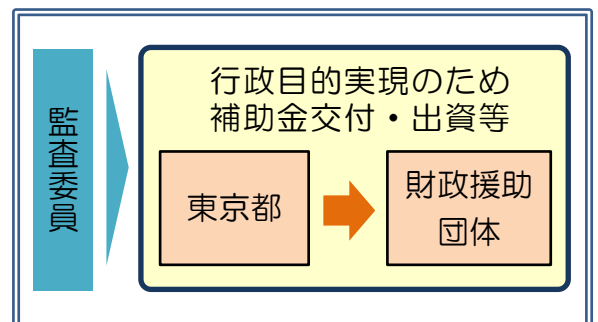 監査委員
行政目的実現のため
補助金交付・出資等
東京都
財政援助
団体